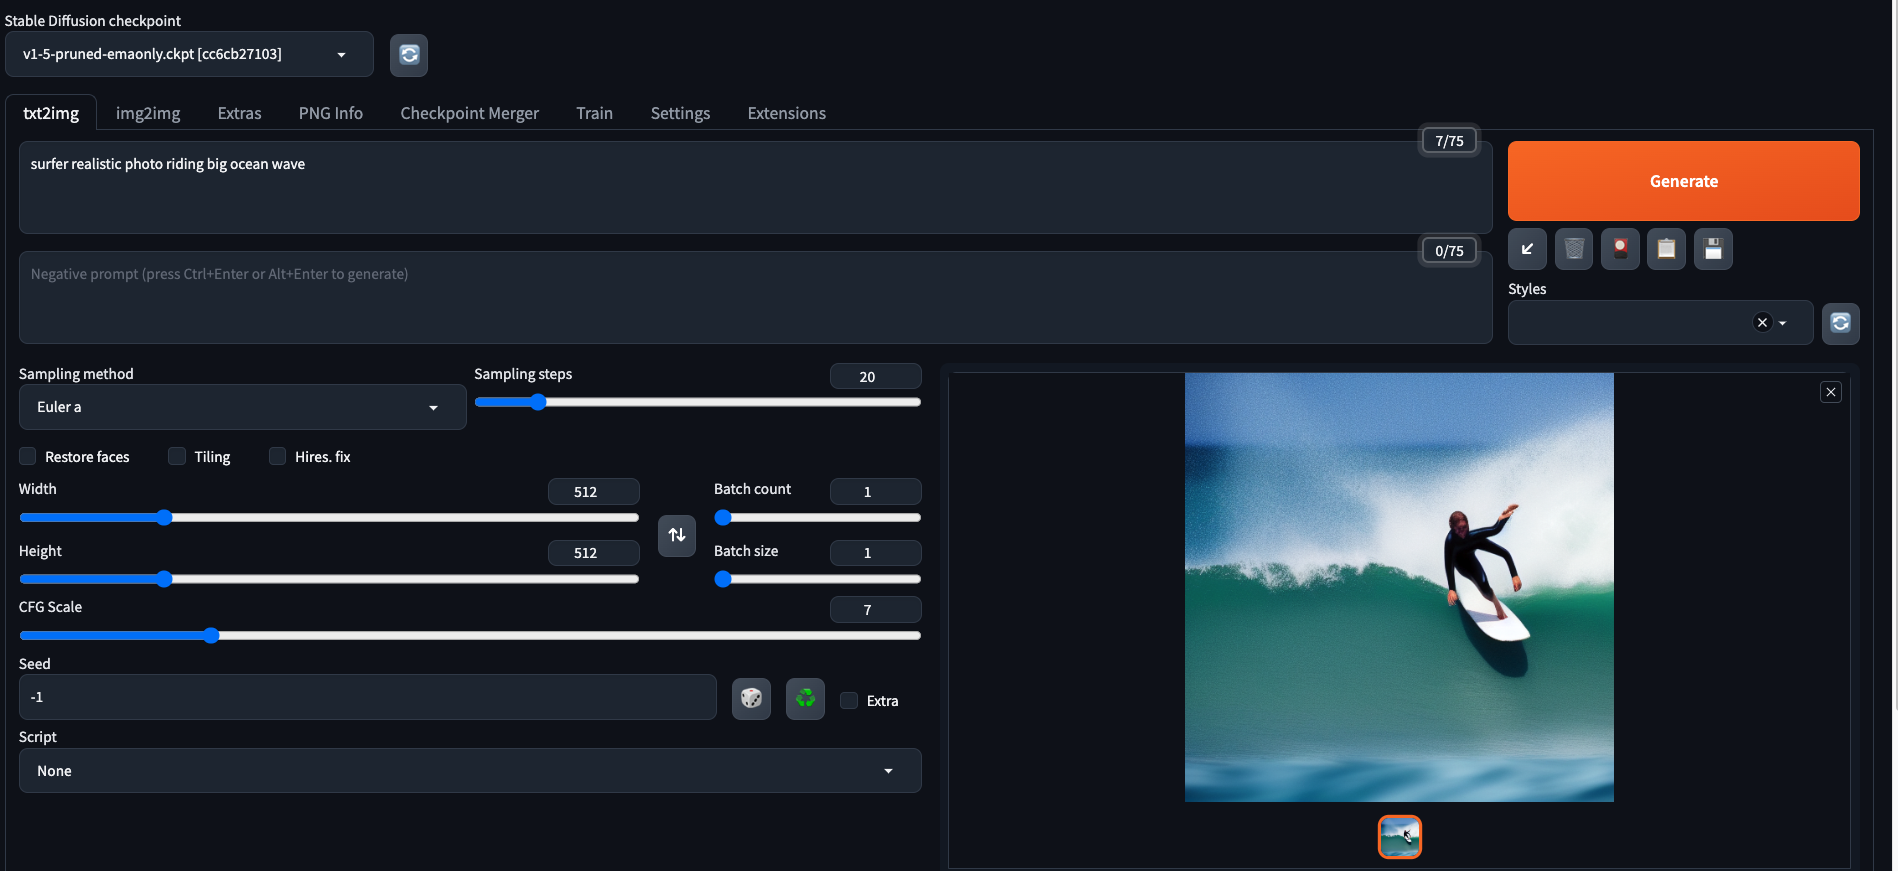 Stable Diffusion checkpoint
v1-5-pruned-emaonly.ckpt [cc6cb27103]
txt2img img2img Extras PNG Info Checkpoint Merger Train Settings Extensions
7/75
surfer realistic photo riding big ocean wave
Generate
0/75
Negative prompt (press Ctrl+Enter or Alt+Enter to generate)
Styles
Sampling method
Euler a
Sampling steps 20
Restore faces Tiling Hires. fix
Width 512
Batch count 1
Height 512
Batch size 1
CFG Scale 7
Seed
-1
Extra
Script
None